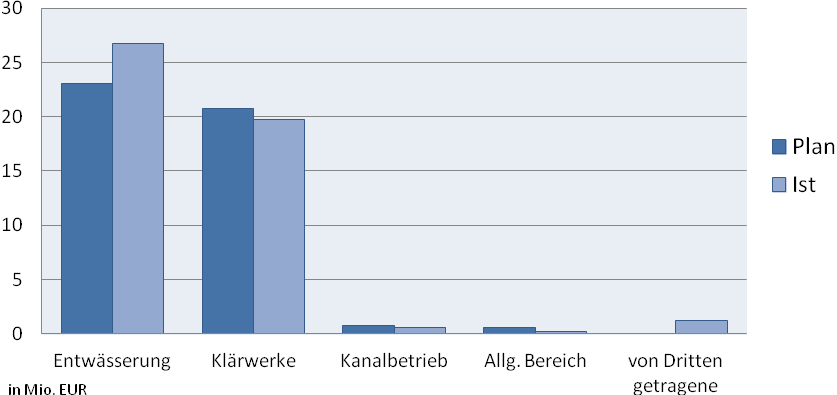 30
25
20
15
10
5
0
Plan
Ist
Entwässerung
Klärwerke
Kanalbetrieb
Allg. Bereich
von Dritten
getragene
in Mio. EUR